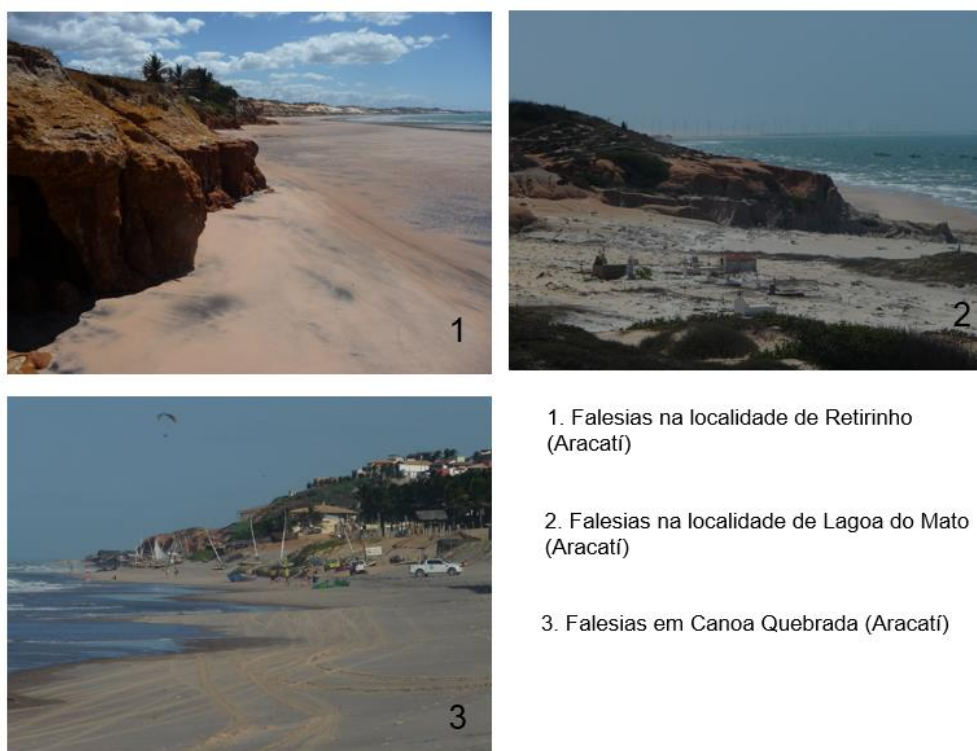 1
2
3
1. Falesias na localidade de Retirinho
(Aracatí)
2. Falesias na localidade de Lagoa do Mato
(Aracatí)
3. Falesias em Canoa Quebrada (Aracatí)